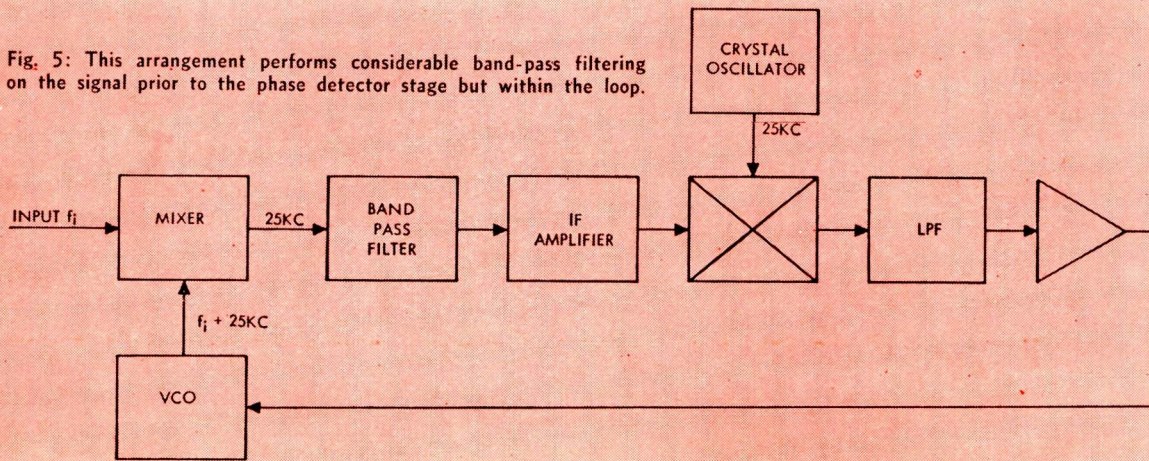 Fig. 5: This arrangement performs considerable band-pass filtering
on the signal prior to the phase detector stage but within the loop.
CRYSTAL
OSCILLATOR
25KC
INPUT fi
MIXER
25KC
BAND
PASS
FILTER
IF
AMPLIFIER
LPF
fi + 25KC
VCO